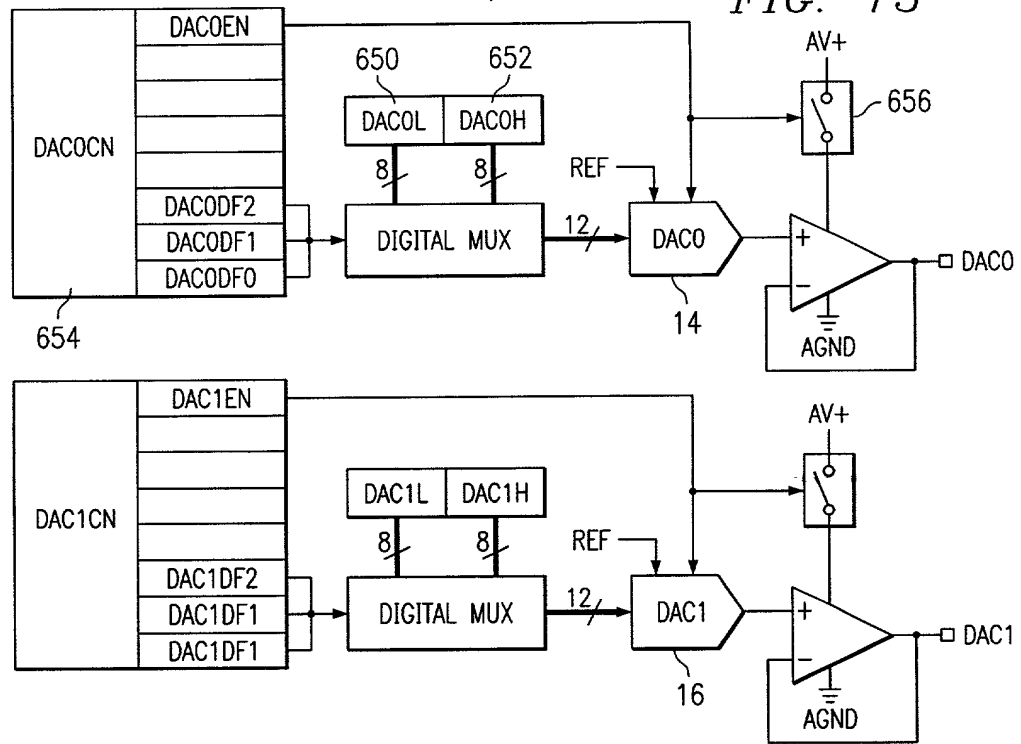 FIG. 75
DAC0EN
AV+
650
652
656
DAC0L
DAC0H
DAC0CN
8
8
REF
DAC0DF2
DAC0DF1
DAC0DF0
DIGITAL MUX
12
DAC0
+
−
DAC0
14
AGND
654
DAC1EN
AV+
DAC1L
DAC1H
DAC1CN
8
8
REF
DAC1DF2
DAC1DF1
DAC1DF1
DIGITAL MUX
12
DAC1
+
−
DAC1
16
AGND